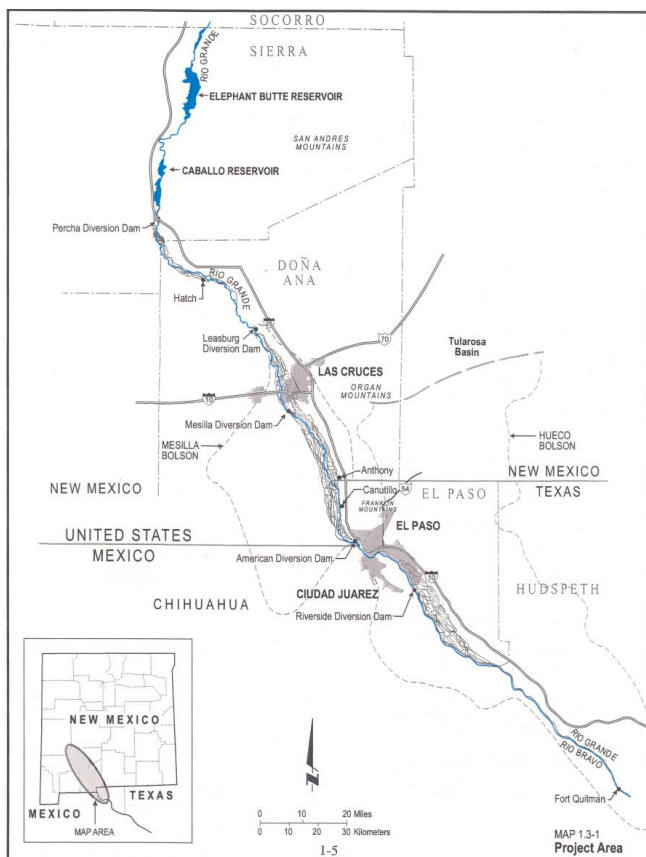 SOCORRO
SIERRA
RIO GRANDE
ELEPHANT BUTTE RESERVOIR
SAN ANDRES
MOUNTAINS
CABALLO RESERVOIR
Percha Diversion Dam
DOÑA
ANA
RIO GRANDE
Hatch
Leasburg
Diversion Dam
25
70
Tularosa
Basin
LAS CRUCES
ORGAN
MOUNTAINS
10
Mesilla Diversion Dam
MESILLA
BOLSON
HUECO
BOLSON
Anthony
NEW MEXICO
TEXAS
NEW MEXICO
Canutillo
54
EL PASO
FRANKLIN
MOUNTAINS
EL PASO
UNITED STATES
MEXICO
American Diversion Dam
10
CIUDAD JUAREZ
HUDSPETH
CHIHUAHUA
Riverside Diversion Dam
RIO GRANDE
RIO BRAVO
Fort Quitman
NEW MEXICO
MEXICO
TEXAS
MAP AREA
N
0 10 20 Miles
0 10 20 30 Kilometers
MAP 1.3-1
Project Area
1-5